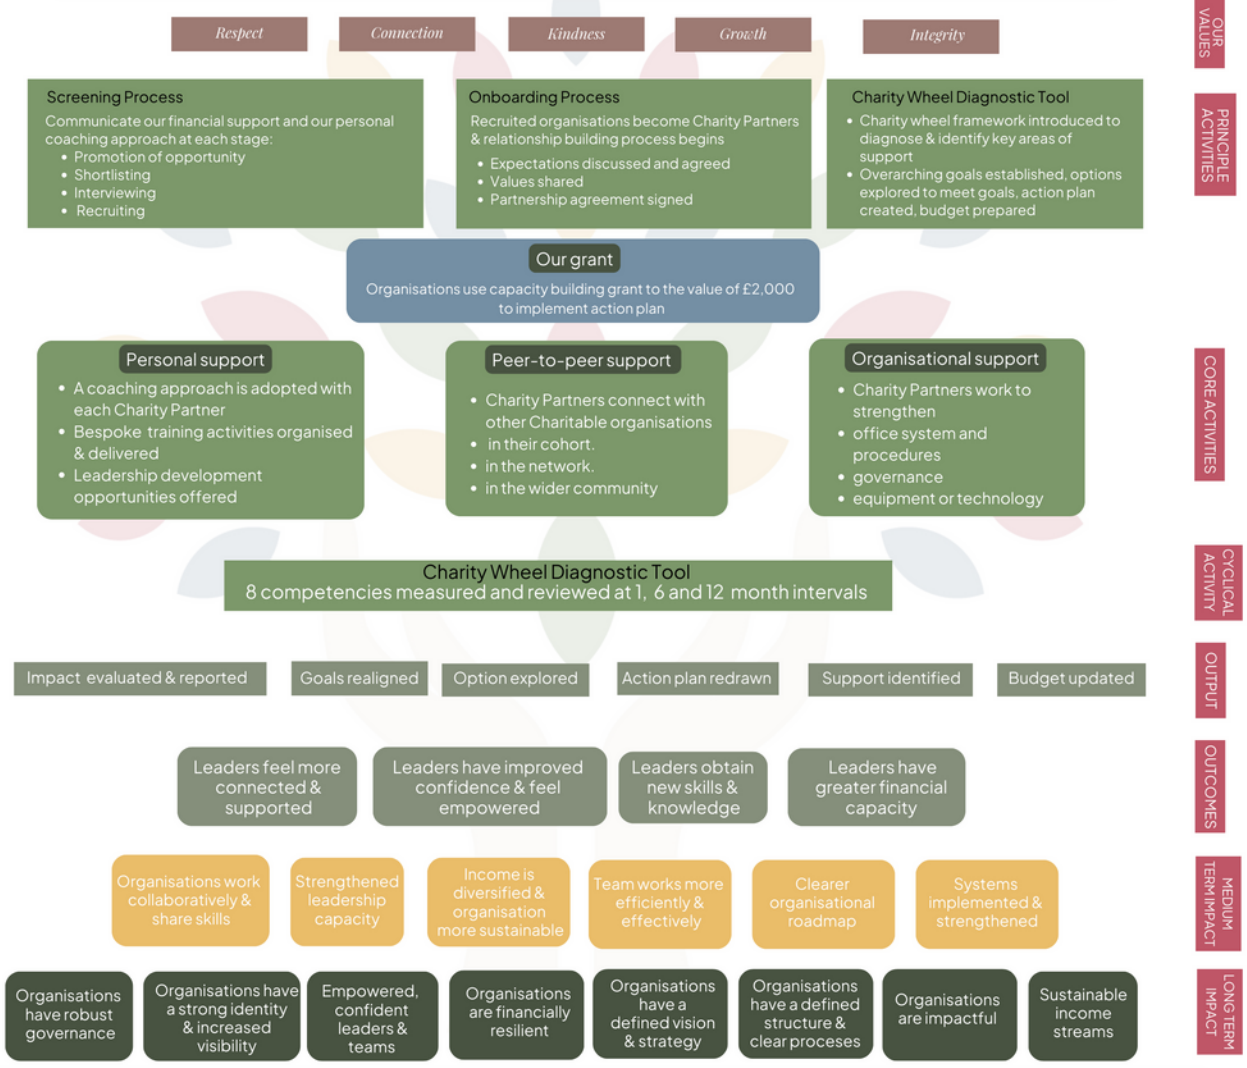 Respect
Connection
Kindness
Growth
Integrity
OUR
VALUES
Screening Process
Communicate our financial support and our personal
coaching approach at each stage:
• Promotion of opportunity
• Shortlisting
• Interviewing
• Recruiting
Onboarding Process
Recruited organisations become Charity Partners
& relationship building process begins
• Expectations discussed and agreed
• Values shared
• Partnership agreement signed
Charity Wheel Diagnostic Tool
• Charity wheel framework introduced to
diagnose & identify key areas of
support
• Overarching goals established, options
explored to meet goals, action plan
created, budget prepared
PRINCIPLE
ACTIVITIES
Our grant
Organisations use capacity building grant to the value of £2,000
to implement action plan
Personal support
• A coaching approach is adopted with
each Charity Partner
• Bespoke training activities organised
& delivered
• Leadership development
opportunities offered
Peer-to-peer support
• Charity Partners connect with
other Charitable organisations
• in their cohort.
• in the network.
• in the wider community
Organisational support
• Charity Partners work to
strengthen
• office system and
procedures
• governance
• equipment or technology
CORE ACTIVITIES
Charity Wheel Diagnostic Tool
8 competencies measured and reviewed at 1, 6 and 12 month intervals
CYCLICAL
ACTIVITY
Impact evaluated & reported
Goals realigned
Option explored
Action plan redrawn
Support identified
Budget updated
OUTPUT
Leaders feel more
connected &
supported
Leaders have improved
confidence & feel
empowered
Leaders obtain
new skills &
knowledge
Leaders have
greater financial
capacity
OUTCOMES
Organisations work
collaboratively &
share skills
Strengthened
leadership
capacity
Income is
diversified &
organisation
more sustainable
Team works more
efficiently &
effectively
Clearer
organisational
roadmap
Systems
implemented &
strengthened
MEDIUM
TERM IMPACT
Organisations
have robust
governance
Organisations have
a strong identity
& increased
visibility
Empowered,
confident
leaders &
teams
Organisations
are financially
resilient
Organisations
have a
defined vision
& strategy
Organisations
have a defined
structure &
clear proceses
Organisations
are impactful
Sustainable
income
streams
LONG TERM
IMPACT